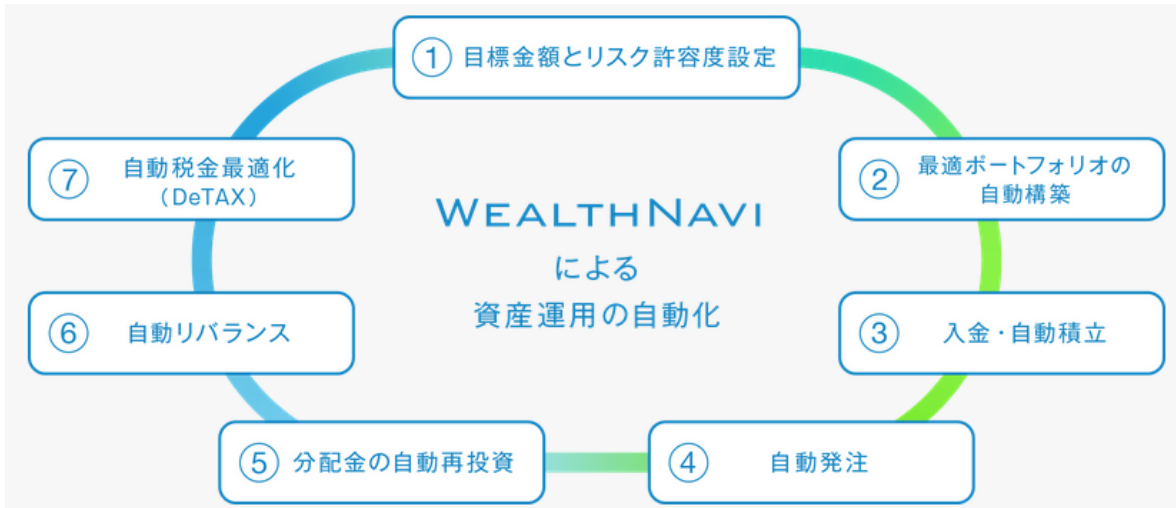 ① 目標金額とリスク許容度設定
② 最適ポートフォリオの
自動構築
③ 入金・自動積立
④ 自動発注
⑤ 分配金の自動再投資
⑥ 自動リバランス
⑦ 自動税金最適化
（DeTAX）
WEALTHNAVI
による
資産運用の自動化